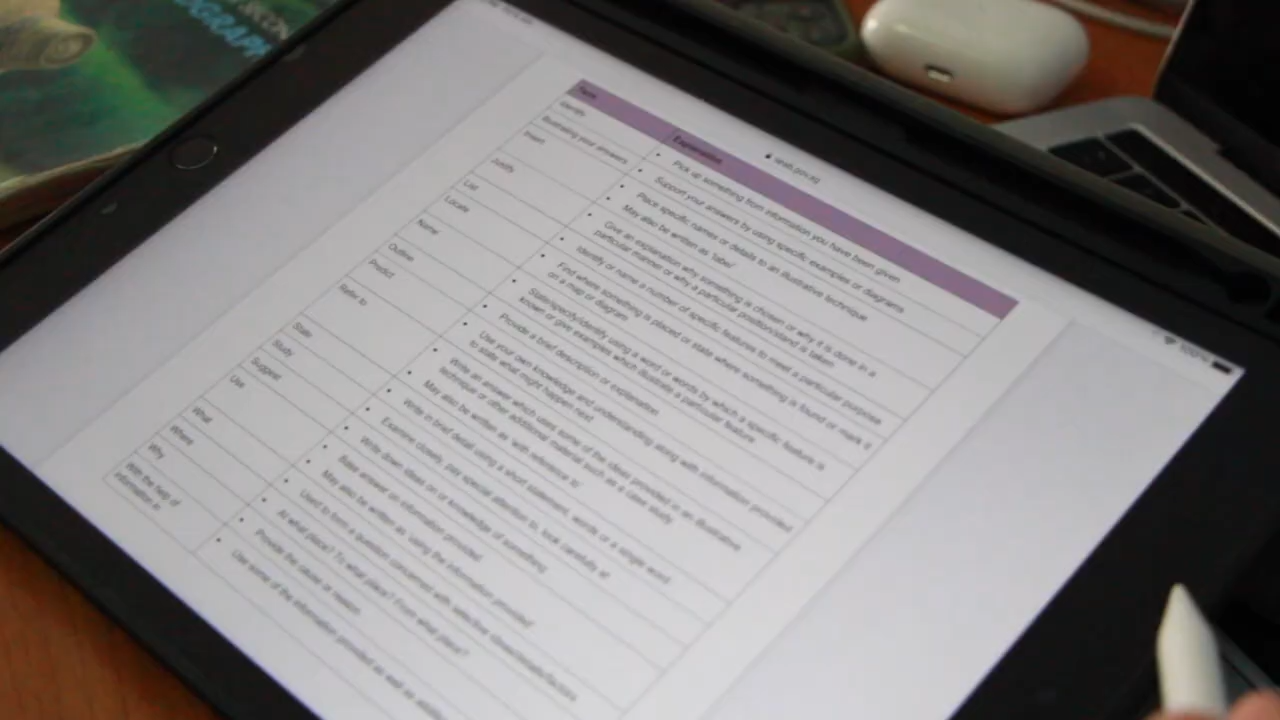 OGRAPH
seab.gov.sg
100%
Term Explanation
Identify • Pick up something from information you have been given
Illustrating your answers • Support your answers by using specific examples or diagrams
Insert • Place specific names or details to an illustrative technique
• May also be written as 'label'
Justify • Give an explanation why something is chosen or why it is done in a
particular manner or why a particular position/stand is taken
List • Identify or name a number of specific features to meet a particular purpose
Locate • Find where something is placed or state where something is found or mark it
on a map or diagram
Name • State/specify/identify using a word or words by which a specific feature is
known or give examples which illustrate a particular feature
Outline • Provide a brief description or explanation
Predict • Use your own knowledge and understanding along with information provided
to state what might happen next
Refer to • Write an answer which uses some of the ideas provided in an illustrative
technique or other additional material such as a case study
• May also be written as 'with reference to'
State • Write in brief detail using a short statement, words or a single word
Study • Examine closely, pay special attention to, look carefully at
Suggest • Write down ideas on or knowledge of something
Use • Base answer on information provided
• May also be written as 'using the information provided'
What • Used to form a question concerned with selective ideas/details/factors
Where • At what place? To what place? From what place?
Why • Provide the cause or reason
With the help of
information in • Use some of the information provided as well as